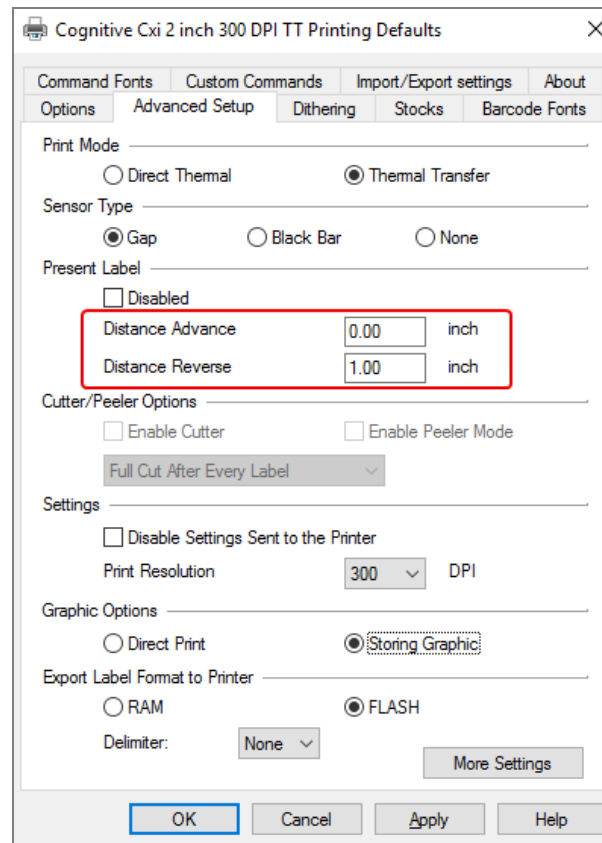 Cognitive Cxi 2 inch 300 DPI TT Printing Defaults
Command Fonts Custom Commands Import/Export settings About
Options Advanced Setup Dithering Stocks Barcode Fonts
Print Mode
Direct Thermal Thermal Transfer
Sensor Type
Gap Black Bar None
Present Label
Disabled
Distance Advance 0.00 inch
Distance Reverse 1.00 inch
Cutter/Peeler Options
Enable Cutter Enable Peeler Mode
Full Cut After Every Label
Settings
Disable Settings Sent to the Printer
Print Resolution 300 DPI
Graphic Options
Direct Print Storing Graphic
Export Label Format to Printer
RAM FLASH
Delimiter: None
More Settings
OK Cancel Apply Help